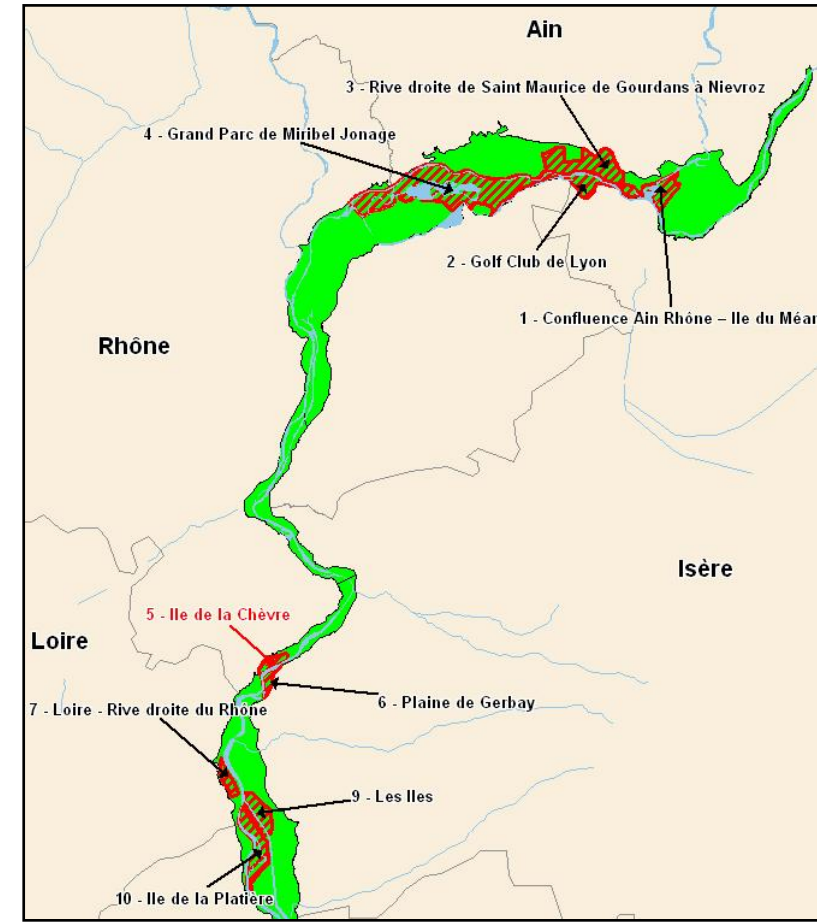 Ain
3 - Rive droite de Saint Maurice de Gourdans à Nievroz
4 - Grand Parc de Miribel Jonage
2 - Golf Club de Lyon
1 - Confluence Ain Rhône – Ile du Méan
Rhône
Isère
5 - Ile de la Chèvre
Loire
6 - Plaine de Gerbay
7 - Loire - Rive droite du Rhône
9 - Les Iles
10 - Ile de la Platière